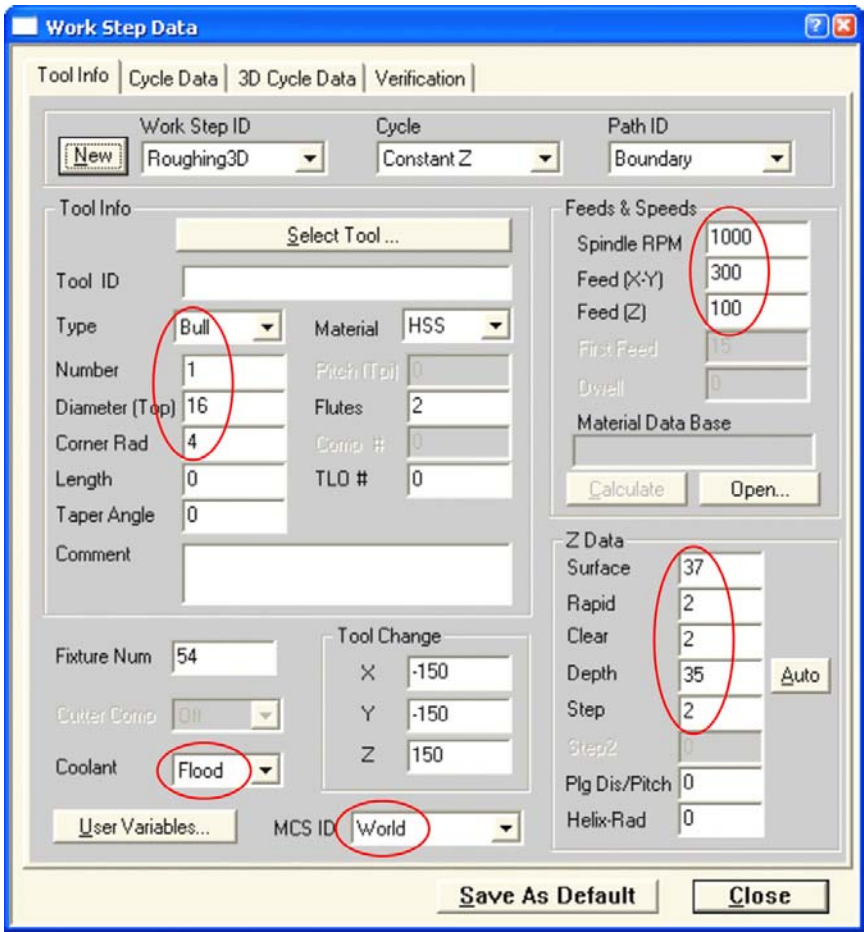 Work Step Data
Tool Info Cycle Data 3D Cycle Data Verification
Work Step ID Cycle Path ID
New Roughing3D Constant Z Boundary
Tool Info
Select Tool ...
Tool ID
Type Bull Material HSS
Number 1 Pitch (Tpi) 0
Diameter (Top) 16 Flutes 2
Corner Rad 4 Comp # 0
Length 0 TLO # 0
Taper Angle 0
Comment
Feeds & Speeds
Spindle RPM 1000
Feed (X-Y) 300
Feed (Z) 100
First Feed 15
Dwell 0
Material Data Base
Calculate Open...
Z Data
Surface 37
Rapid 2
Clear 2
Depth 35 Auto
Step 2
Step2 0
Plg Dis/Pitch 0
Helix-Rad 0
Fixture Num 54
Cutter Comp Off
Coolant Flood
Tool Change
X -150
Y -150
Z 150
User Variables... MCS ID World
Save As Default Close